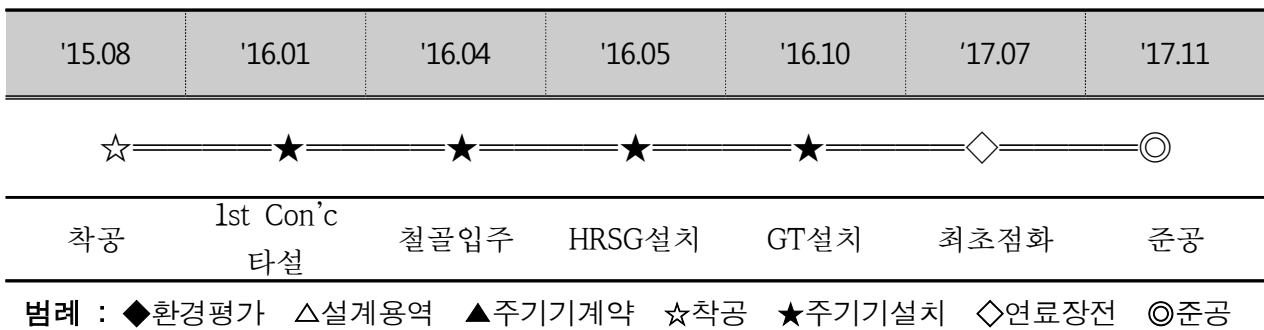 '15.08 '16.01 '16.04 '16.05 '16.10 ‘17.07 '17.11
☆═════★═════★═════★═════★═════◇═════◎
착공 1st Con’c 타설 철골입주 HRSG설치 GT설치 최초점화 준공
범례 : ◆환경평가 △설계용역 ▲주기기계약 ☆착공 ★주기기설치 ◇연료장전 ◎준공